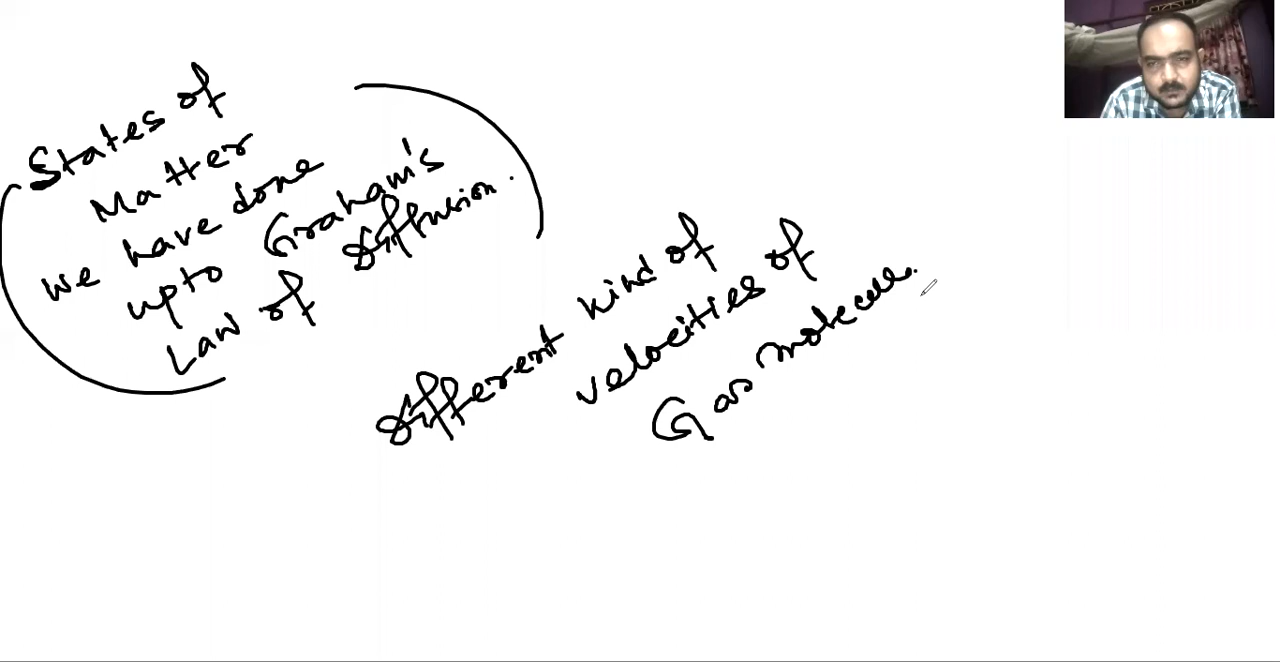 States of
Matter
we have done
upto Graham's
Law of Diffusion.
Different kind of
velocities of
Gas molecule.